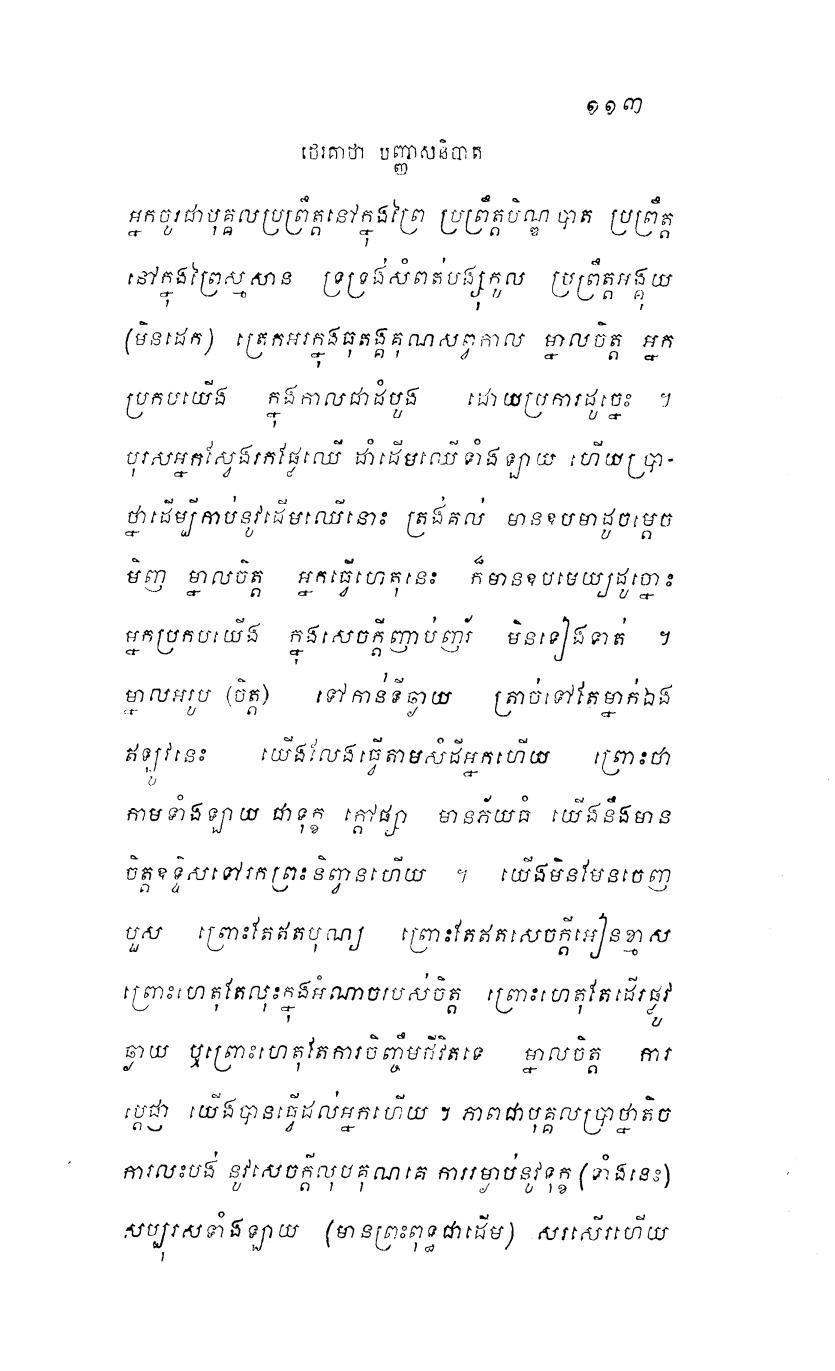 ១១៣
ថេរគាថា បញ្ញាសនិបាត
អ្នកចូរជាបុគ្គលប្រព្រឹត្តនៅក្នុងព្រៃ ប្រព្រឹត្តបិណ្ឌបាត ប្រព្រឹត្ត
នៅក្នុងព្រៃស្មសាន ទ្រទ្រង់សំពត់បង្សុកូល ប្រព្រឹត្តអង្គុយ
(មិនដេក) ត្រេកអរក្នុងធុតង្គគុណសព្វកាល ម្នាលចិត្ត អ្នក
ប្រកបយើង ក្នុងកាលជាដំបូង ដោយប្រការដូច្នេះ ។
បុរសអ្នកស្វែងរកផ្លែឈើ ដាំដើមឈើទាំងឡាយ ហើយប្រា-
ថ្នាដើម្បីកាប់នូវដើមឈើនោះ ត្រង់គល់ មានឧបមាដូចម្តេច
មិញ ម្នាលចិត្ត អ្នកធ្វើហេតុនេះ ក៏មានឧបមេយ្យដូច្នោះ
អ្នកប្រកបយើង ក្នុងសេចក្តីញាប់ញ័រ មិនទៀងទាត់ ។
ម្នាលអរូប (ចិត្ត) ទៅកាន់ទីឆ្ងាយ ត្រាច់ទៅតែម្នាក់ឯង
ឥឡូវនេះ យើងលែងធ្វើតាមសំដីអ្នកហើយ ព្រោះថា
កាមទាំងឡាយ ជាទុក្ខ ក្តៅផ្សា មានភ័យធំ យើងនឹងមាន
ចិត្តឧទ្ទិសទៅរកព្រះនិព្វានហើយ ។ យើងមិនមែនចេញ
បួស ព្រោះតែឥតបុណ្យ ព្រោះតែឥតសេចក្តីអៀនខ្មាស
ព្រោះហេតុតែលុះក្នុងអំណាចរបស់ចិត្ត ព្រោះហេតុតែដើរផ្លូវ
ឆ្ងាយ ឬព្រោះហេតុតែការចិញ្ចឹមជីវិតទេ ម្នាលចិត្ត ការ
ប្តេជ្ញា យើងបានធ្វើដល់អ្នកហើយ ។ ភាពជាបុគ្គលប្រាថ្នាតិច
ការលះបង់ នូវសេចក្តីលុបគុណគេ ការរម្ងាប់នូវទុក្ខ (ទាំងនេះ)
សប្បុរសទាំងឡាយ (មានព្រះពុទ្ធជាដើម) សរសើរហើយ